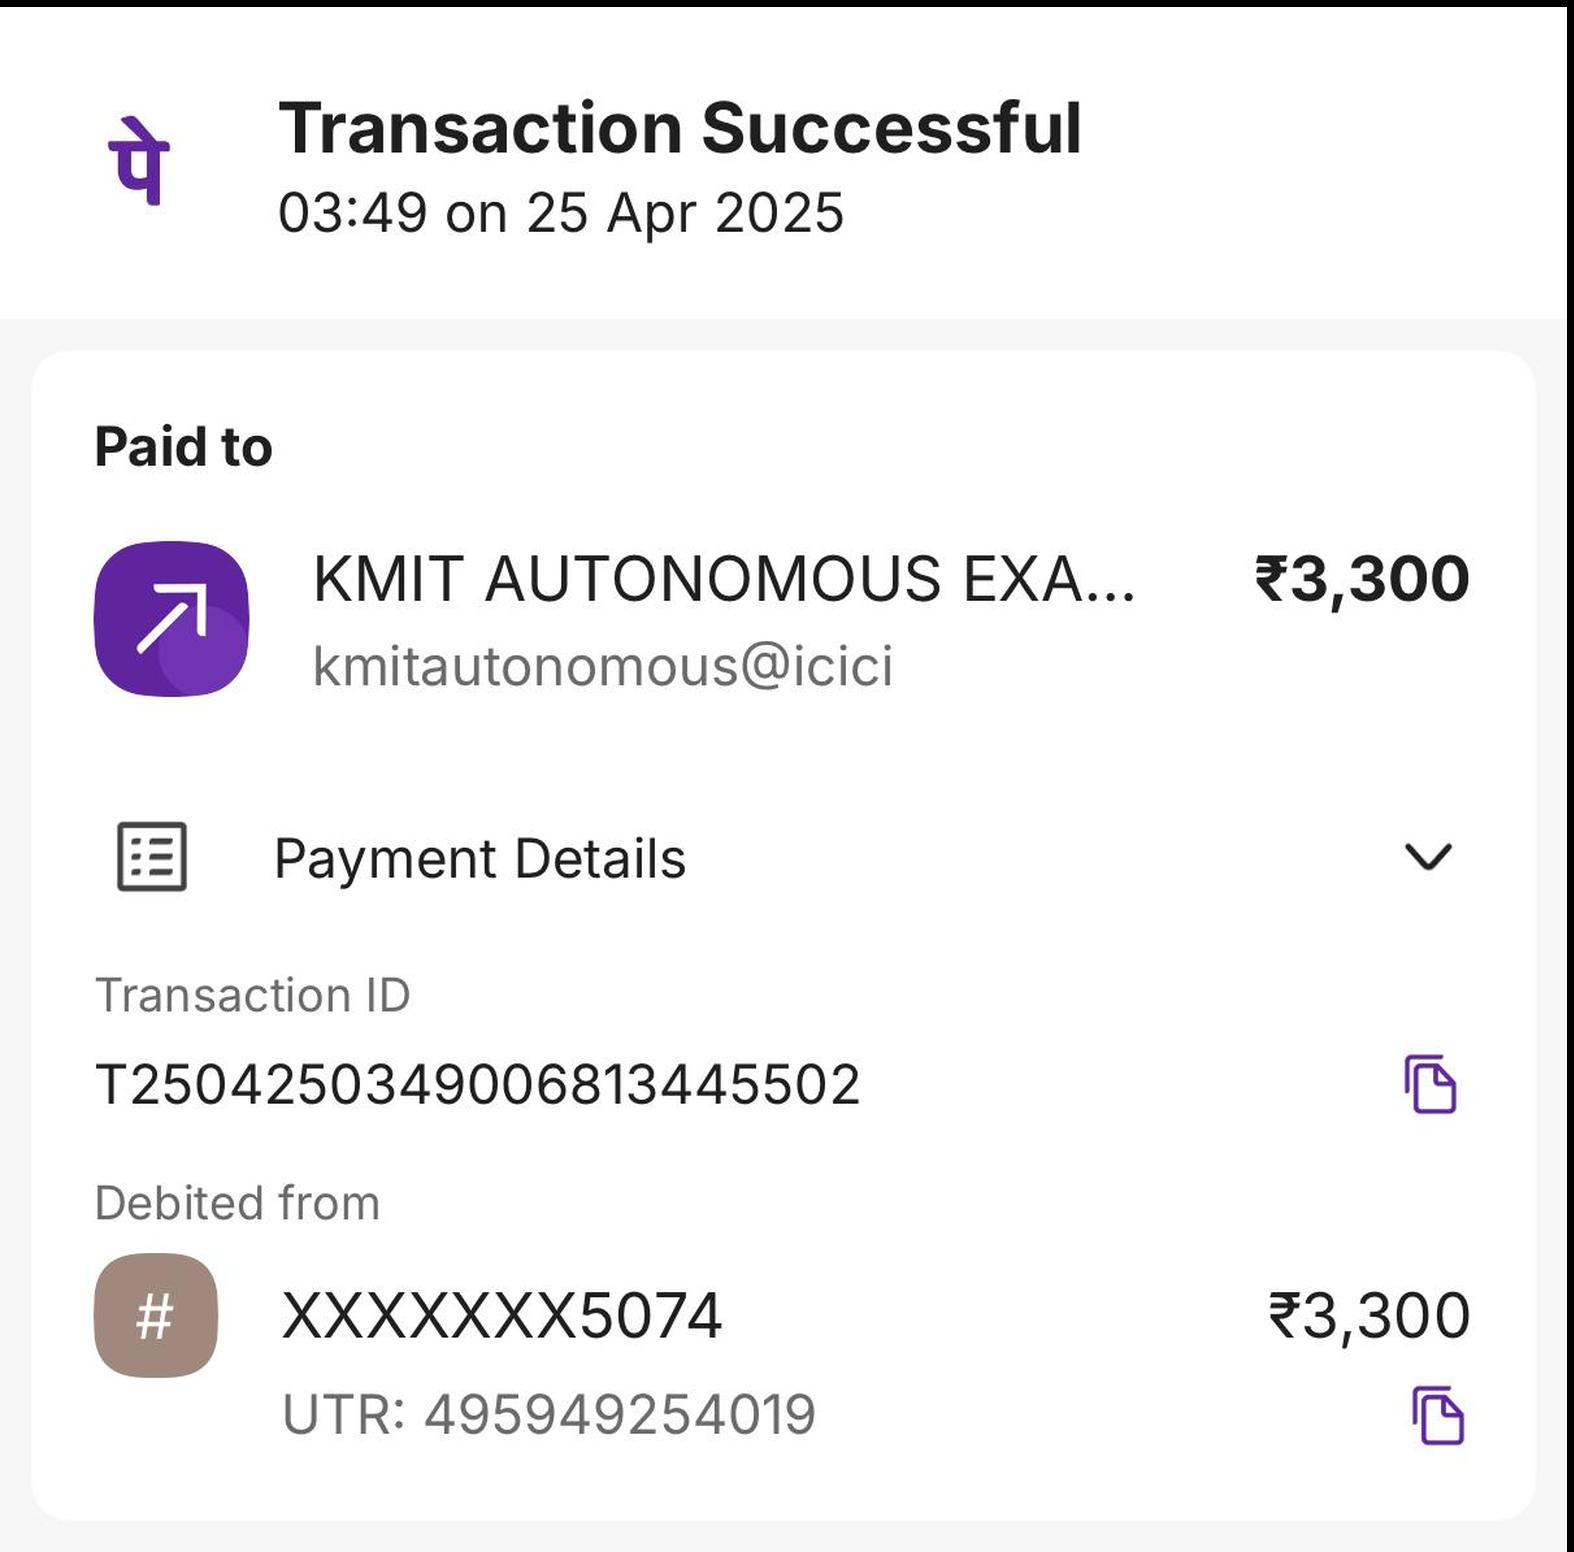 पे
Transaction Successful
03:49 on 25 Apr 2025
Paid to
KMIT AUTONOMOUS EXA... ₹3,300
kmitautonomous@icici
Payment Details
Transaction ID
T2504250349006813445502
Debited from
# XXXXXXX5074 ₹3,300
UTR: 495949254019